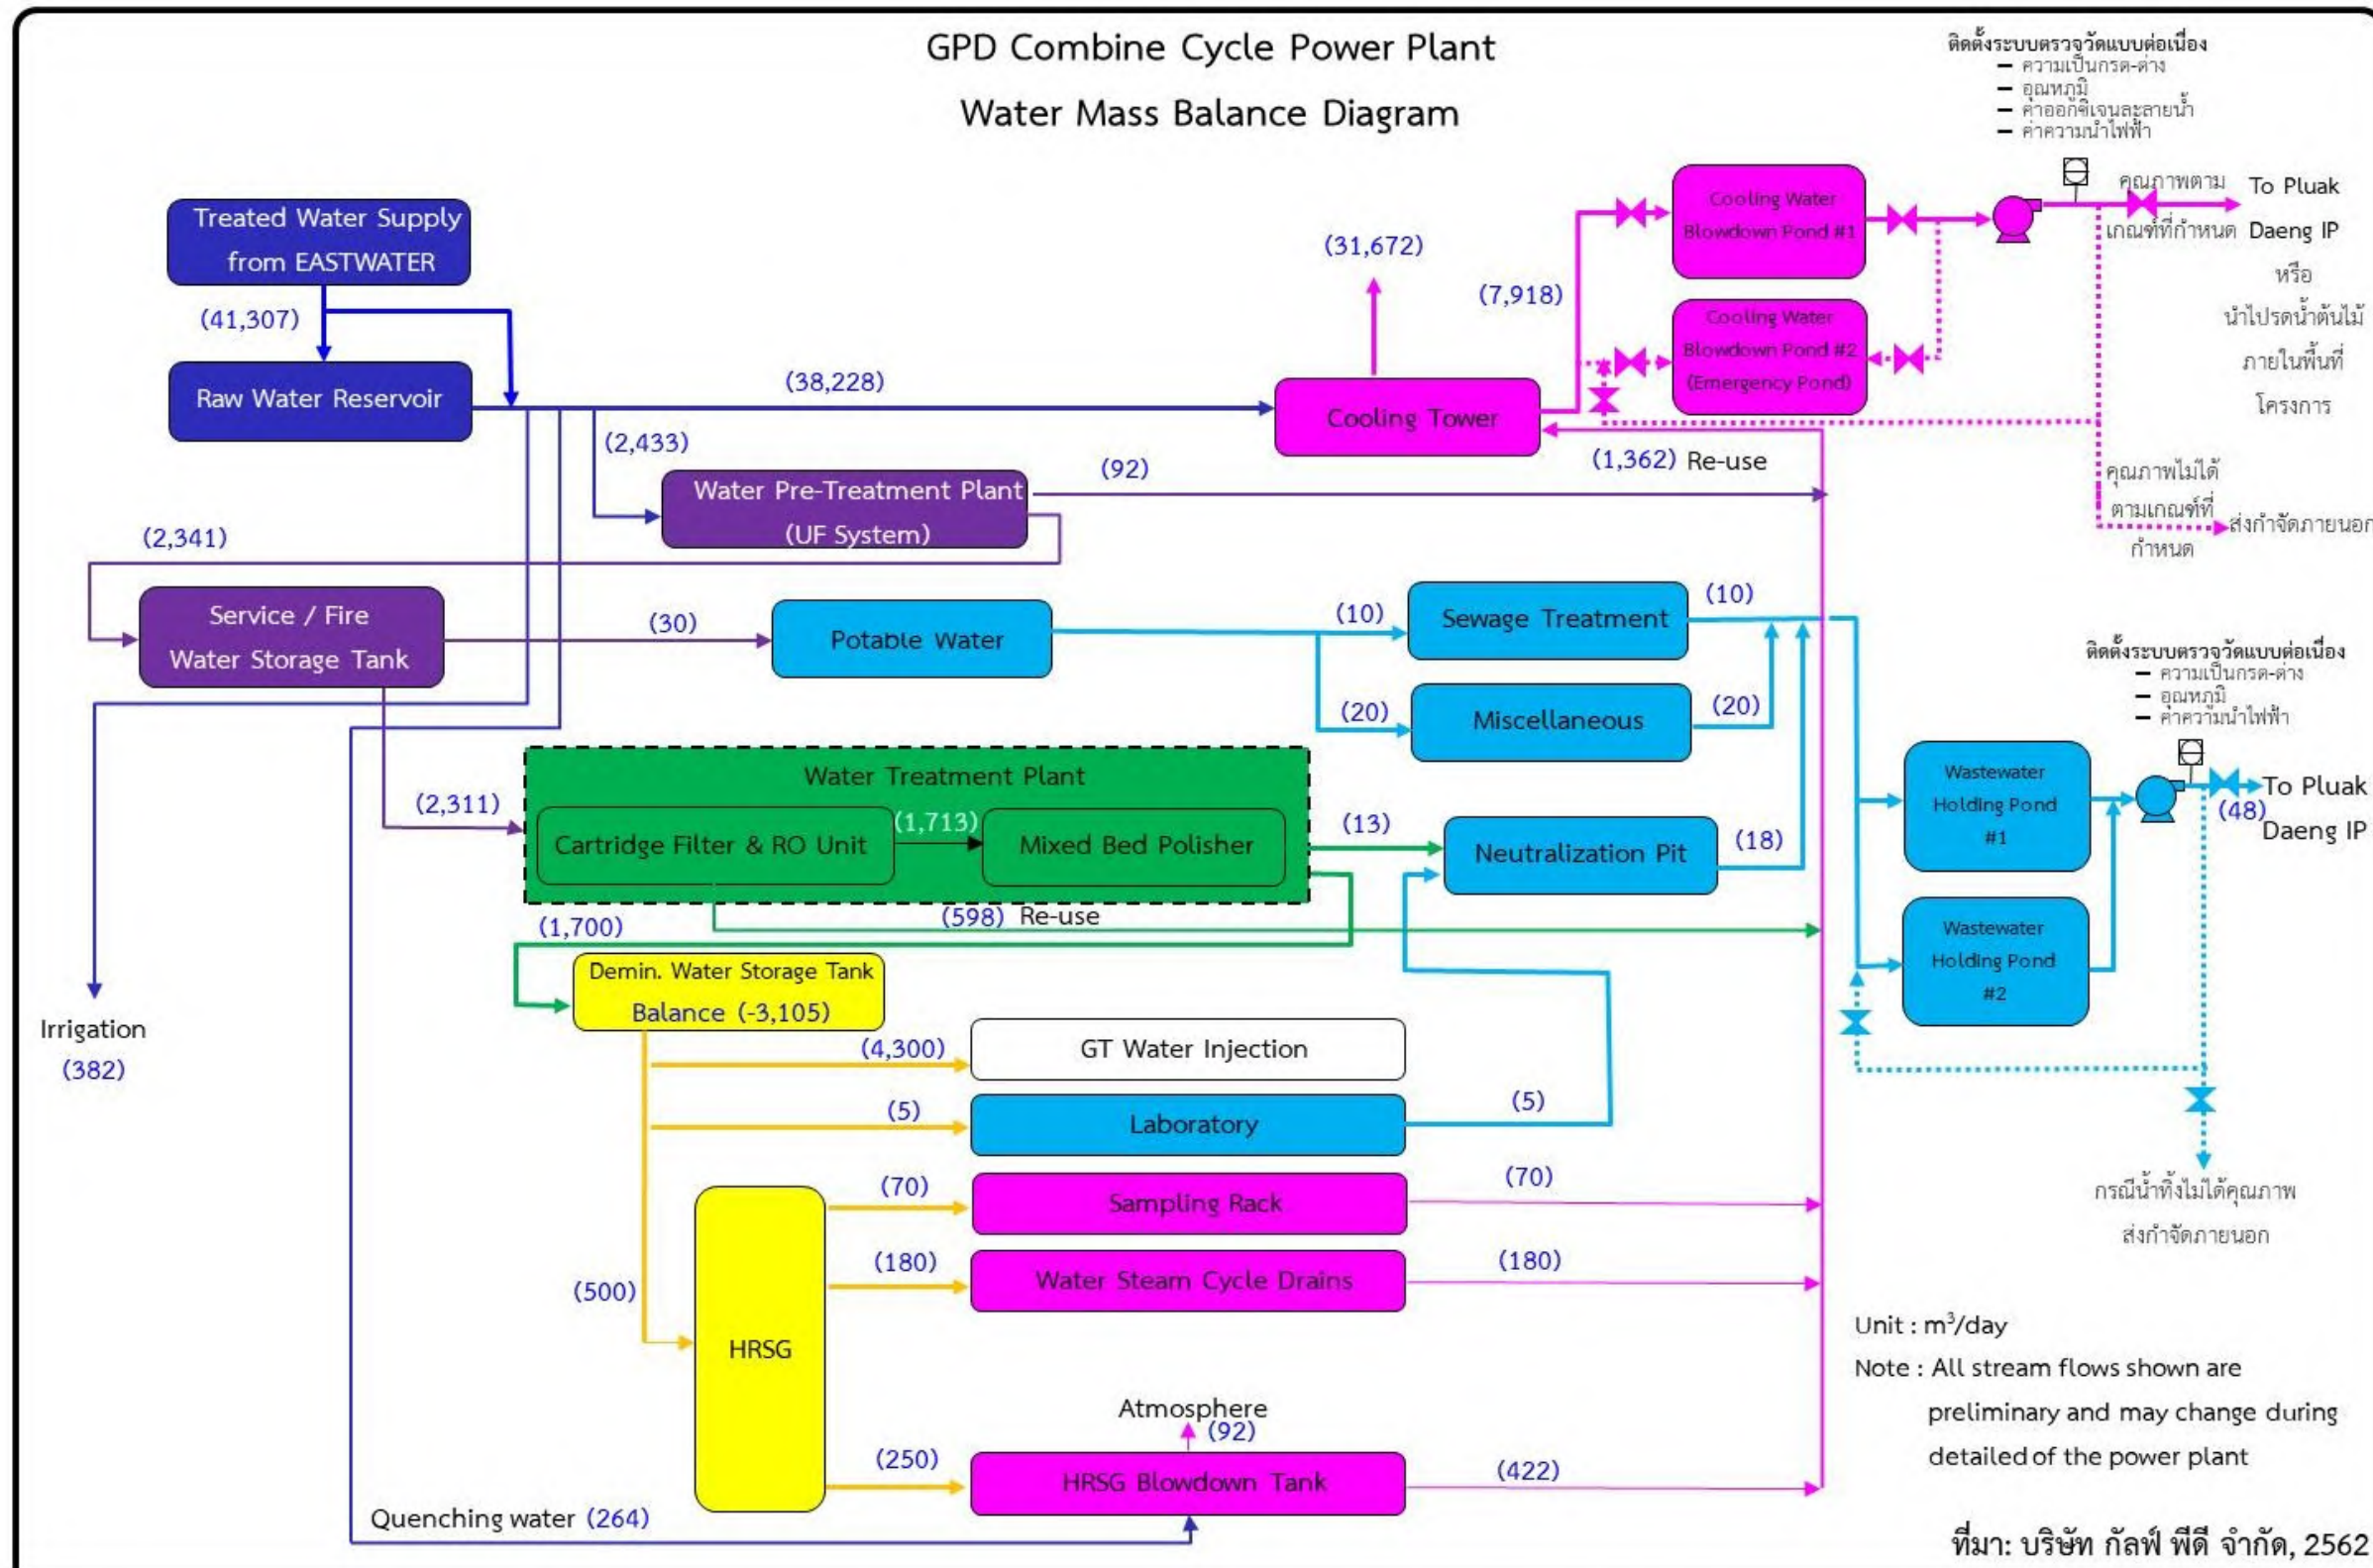 GPD Combine Cycle Power Plant
Water Mass Balance Diagram
ติดตั้งระบบตรวจวัดแบบต่อเนื่อง
– ความเป็นกรด-ด่าง
– อุณหภูมิ
– ค่าออกซิเจนละลายน้ำ
– ค่าความนำไฟฟ้า
Treated Water Supply
from EASTWATER
(41,307)
Raw Water Reservoir
(38,228)
(31,672)
Cooling Tower
(7,918)
Cooling Water
Blowdown Pond #1
Cooling Water
Blowdown Pond #2
(Emergency Pond)
คุณภาพตาม
เกณฑ์ที่กำหนด
To Pluak
Daeng IP
หรือ
นำไปรดน้ำต้นไม้
ภายในพื้นที่
โครงการ
(1,362) Re-use
คุณภาพไม่ได้
ตามเกณฑ์ที่
กำหนด
ส่งกำจัดภายนอก
(2,433)
Water Pre-Treatment Plant
(UF System)
(92)
(2,341)
Service / Fire
Water Storage Tank
(30)
Potable Water
(10)
Sewage Treatment
(10)
(20)
Miscellaneous
(20)
ติดตั้งระบบตรวจวัดแบบต่อเนื่อง
– ความเป็นกรด-ด่าง
– อุณหภูมิ
– ค่าความนำไฟฟ้า
(2,311)
Water Treatment Plant
Cartridge Filter & RO Unit
(1,713)
Mixed Bed Polisher
(13)
Neutralization Pit
(18)
Wastewater
Holding Pond
#1
Wastewater
Holding Pond
#2
(48)
To Pluak
Daeng IP
(598) Re-use
(1,700)
Demin. Water Storage Tank
Balance (-3,105)
Irrigation
(382)
(4,300)
GT Water Injection
(5)
Laboratory
(5)
(70)
Sampling Rack
(70)
(180)
Water Steam Cycle Drains
(180)
(500)
HRSG
กรณีน้ำทิ้งไม่ได้คุณภาพ
ส่งกำจัดภายนอก
Atmosphere
(92)
(250)
HRSG Blowdown Tank
(422)
Quenching water (264)
Unit : m³/day
Note : All stream flows shown are
preliminary and may change during
detailed of the power plant
ที่มา: บริษัท กัลฟ์ พีดี จำกัด, 2562